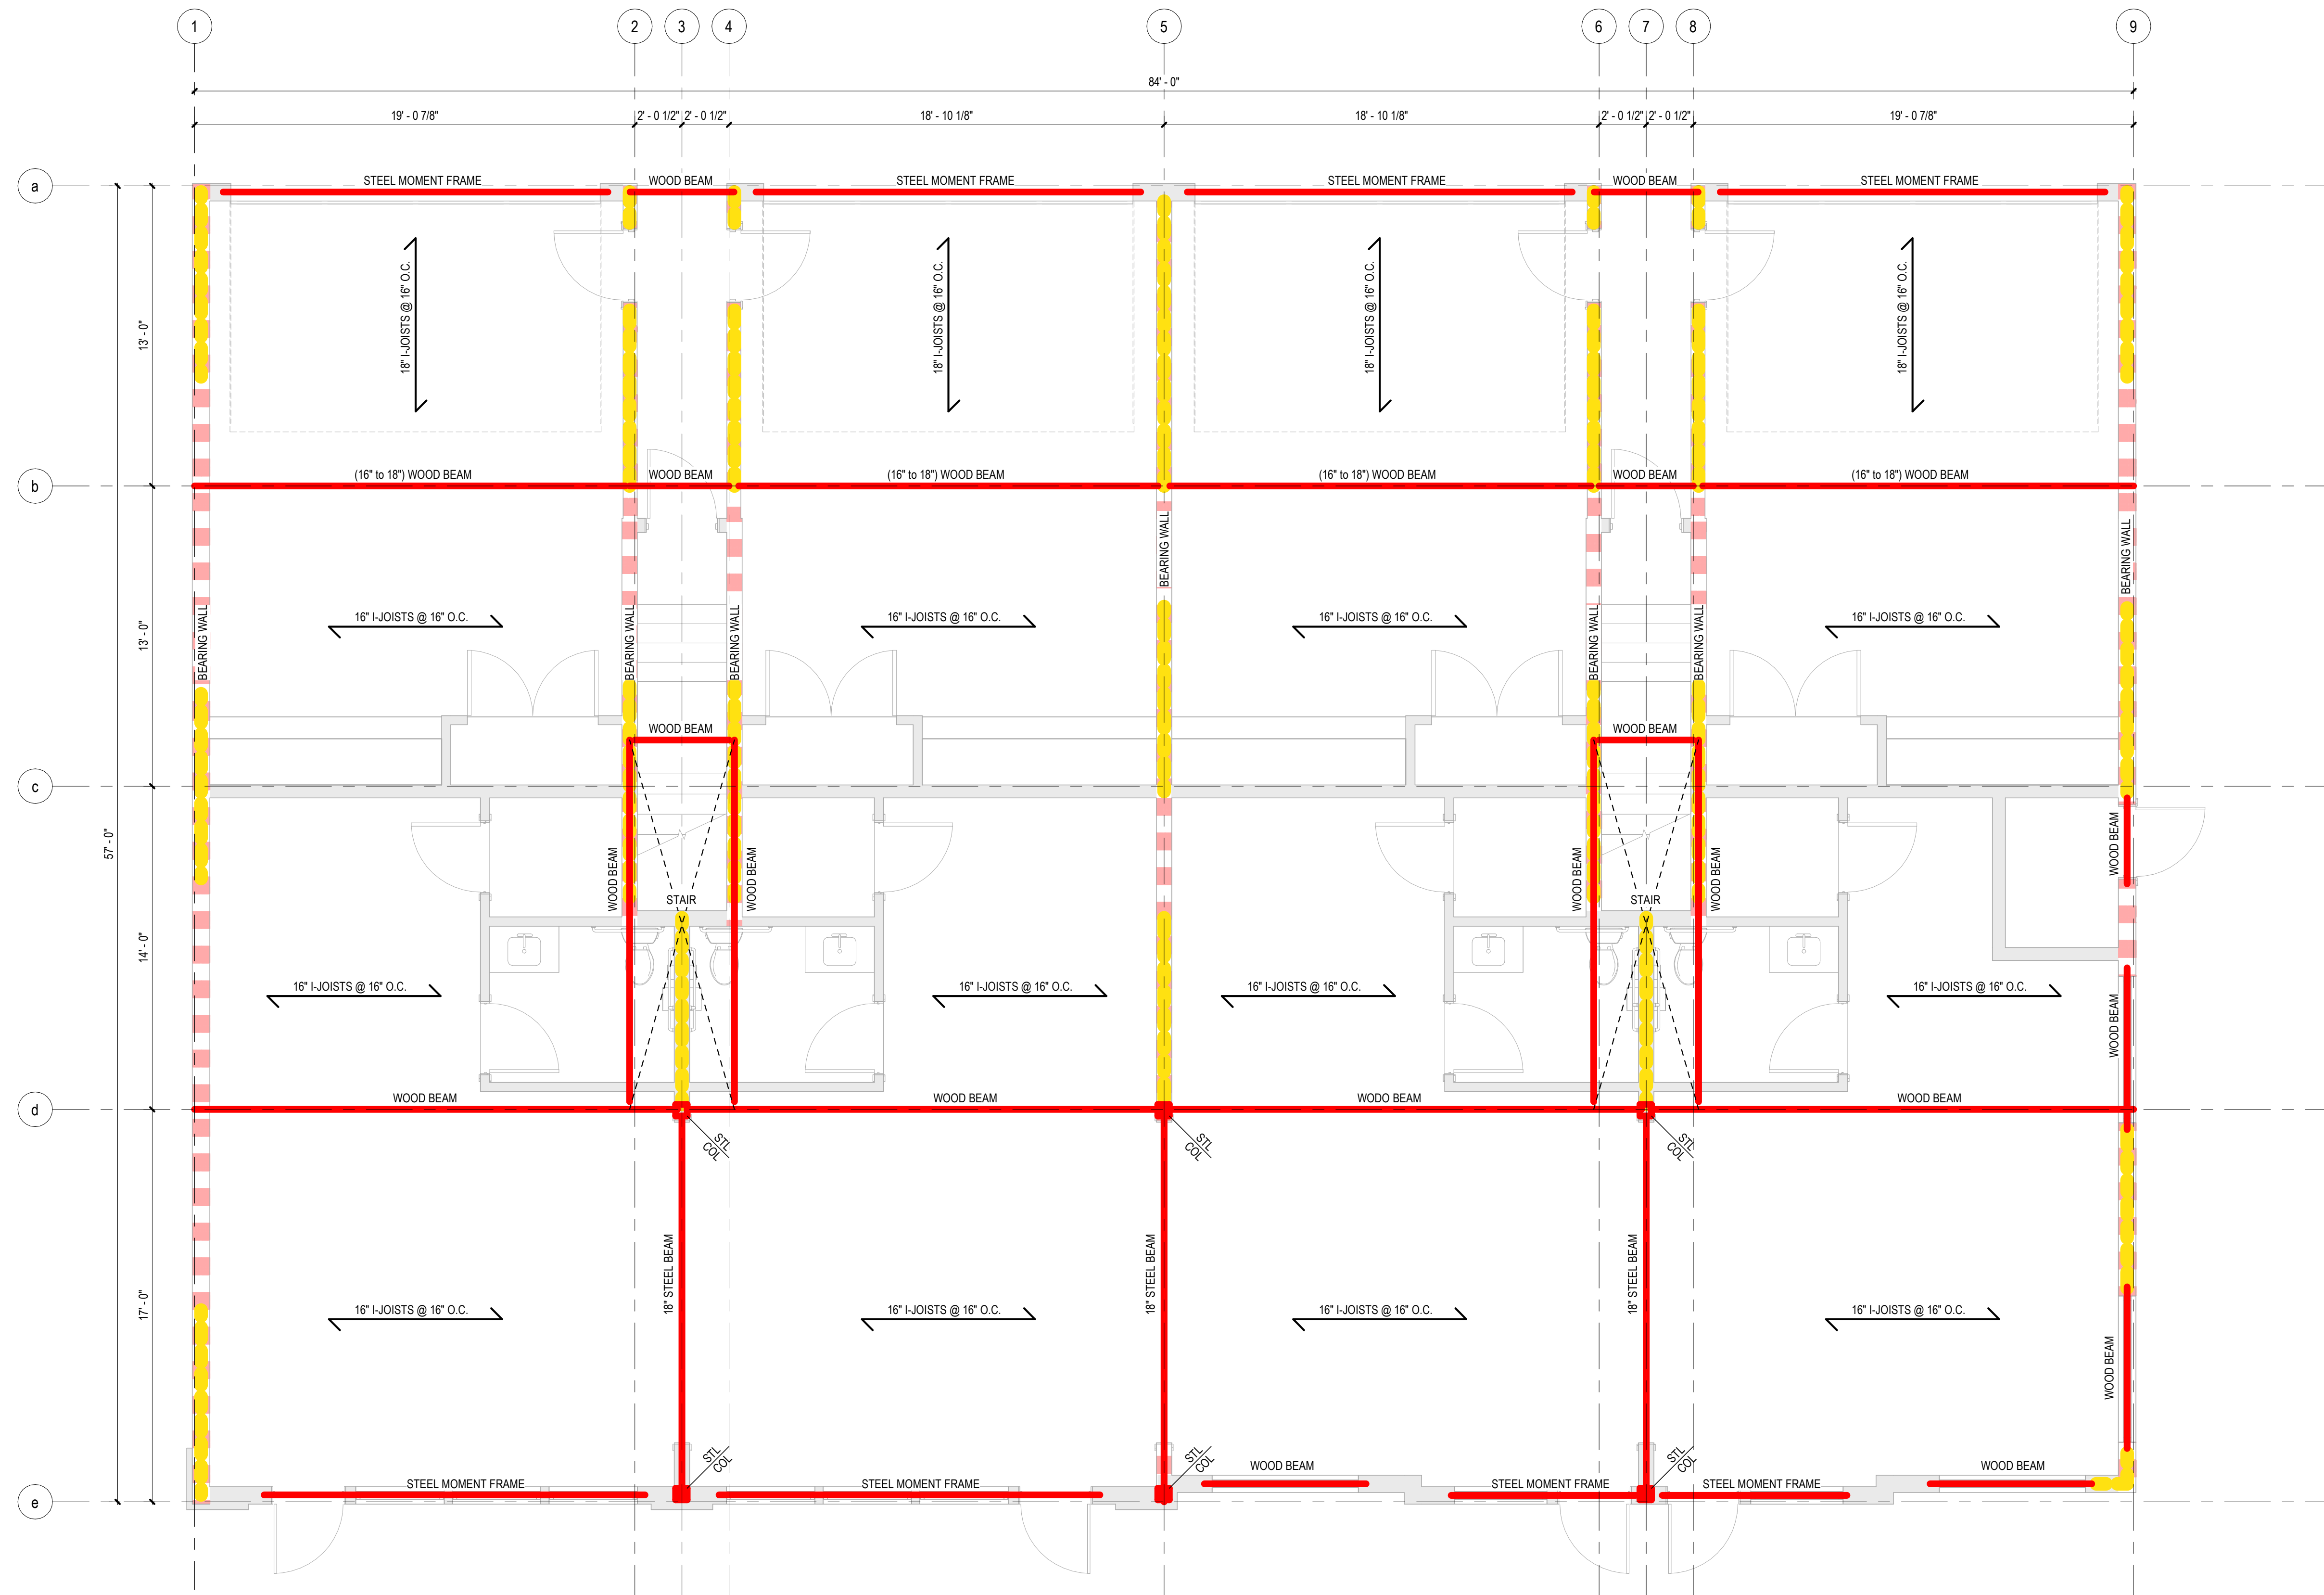 1 2 3 4 5 6 7 8 9
84' - 0"
19' - 0 7/8" 2' - 0 1/2" 2' - 0 1/2" 18' - 10 1/8" 18' - 10 1/8" 2' - 0 1/2" 2' - 0 1/2" 19' - 0 7/8"
a
STEEL MOMENT FRAME WOOD BEAM STEEL MOMENT FRAME STEEL MOMENT FRAME WOOD BEAM STEEL MOMENT FRAME
13' - 0"
18" I-JOISTS @ 16" O.C.
18" I-JOISTS @ 16" O.C.
18" I-JOISTS @ 16" O.C.
18" I-JOISTS @ 16" O.C.
b
(16" to 18") WOOD BEAM WOOD BEAM (16" to 18") WOOD BEAM (16" to 18") WOOD BEAM WOOD BEAM (16" to 18") WOOD BEAM
BEARING WALL
BEARING WALL
13' - 0"
BEARING WALL
16" I-JOISTS @ 16" O.C.
BEARING WALL
BEARING WALL
16" I-JOISTS @ 16" O.C.
16" I-JOISTS @ 16" O.C.
BEARING WALL
BEARING WALL
16" I-JOISTS @ 16" O.C.
WOOD BEAM
WOOD BEAM
c
57' - 0"
WOOD BEAM
WOOD BEAM
WOOD BEAM
WOOD BEAM
WOOD BEAM
STAIR
STAIR
14' - 0"
16" I-JOISTS @ 16" O.C.
16" I-JOISTS @ 16" O.C.
16" I-JOISTS @ 16" O.C.
16" I-JOISTS @ 16" O.C.
WOOD BEAM
d
WOOD BEAM WOOD BEAM WODO BEAM WOOD BEAM
STL
COL
STL
COL
STL
COL
17' - 0"
18" STEEL BEAM
18" STEEL BEAM
18" STEEL BEAM
16" I-JOISTS @ 16" O.C.
16" I-JOISTS @ 16" O.C.
16" I-JOISTS @ 16" O.C.
16" I-JOISTS @ 16" O.C.
WOOD BEAM
STL
COL
STL
COL
STL
COL
WOOD BEAM
WOOD BEAM
STEEL MOMENT FRAME STEEL MOMENT FRAME STEEL MOMENT FRAME STEEL MOMENT FRAME
e